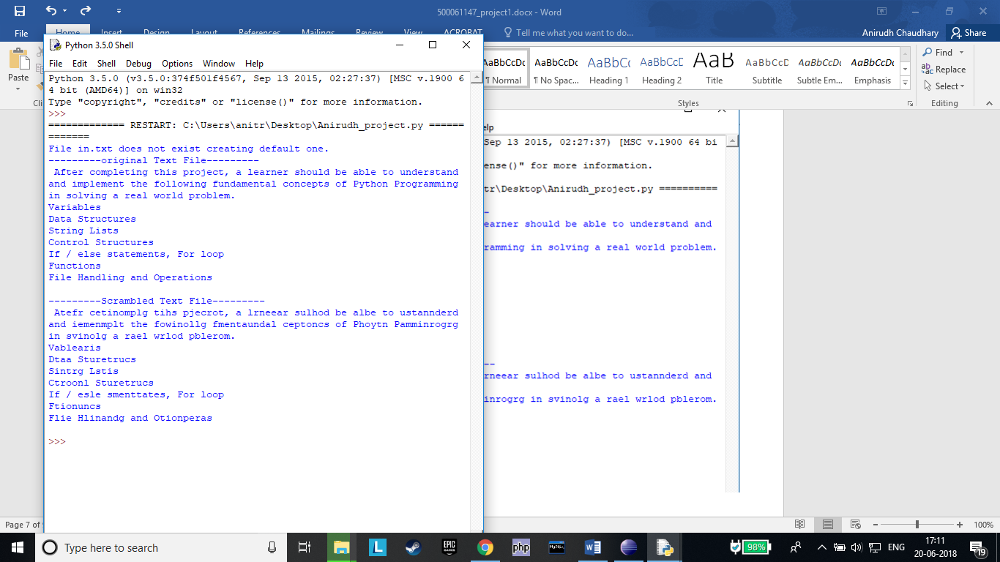 500061147_project1.docx - Word
File Home Insert Design Layout References Mailings Review View ACROBAT Tell me what you want to do... Anirudh Chaudhary Share
Python 3.5.0 Shell
File Edit Shell Debug Options Window Help
Python 3.5.0 (v3.5.0:374f501f4567, Sep 13 2015, 02:27:37) [MSC v.1900 6
4 bit (AMD64)] on win32
Type "copyright", "credits" or "license()" for more information.
>>>
============= RESTART: C:\Users\anitr\Desktop\Anirudh_project.py ======
=======
File in.txt does not exist creating default one.
---------original Text File---------
After completing this project, a learner should be able to understand
and implement the following fundamental concepts of Python Programming
in solving a real world problem.
Variables
Data Structures
String Lists
Control Structures
If / else statements, For loop
Functions
File Handling and Operations
---------Scrambled Text File---------
Atefr cetinomplg tihs pjecrot, a lrneear sulhod be albe to ustannderd
and iemenmplt the fowinollg fmentaundal ceptoncs of Phoytn Pamminrogrg
in svinolg a rael wrlod pblerom.
Vablearis
Dtaa Sturetrucs
Sintrg Lstis
Ctroonl Sturetrucs
If / esle smenttates, For loop
Ftionuncs
Flie Hlinandg and Otionperas
>>>
Paste
AaBbCcDc AaBbCcDc AaBbCc AaBbCcD AaB AaBbCcD AaBbCcDc AaBbCcDc
¶ Normal ¶ No Spac... Heading 1 Heading 2 Title Subtitle Subtle Em... Emphasis
Styles
Find
Replace
Select
Editing
elp
Sep 13 2015, 02:27:37) [MSC v.1900 64 bi
ense()" for more information.
tr\Desktop\Anirudh_project.py ==========
-
earner should be able to understand and
ramming in solving a real world problem.
--
rneear sulhod be albe to ustannderd and
inrogrg in svinolg a rael wrlod pblerom.
Page 7 of
100%
Type here to search
L
EPIC GAMES
php
MySQL
98%
ENG
17:11
20-06-2018
19